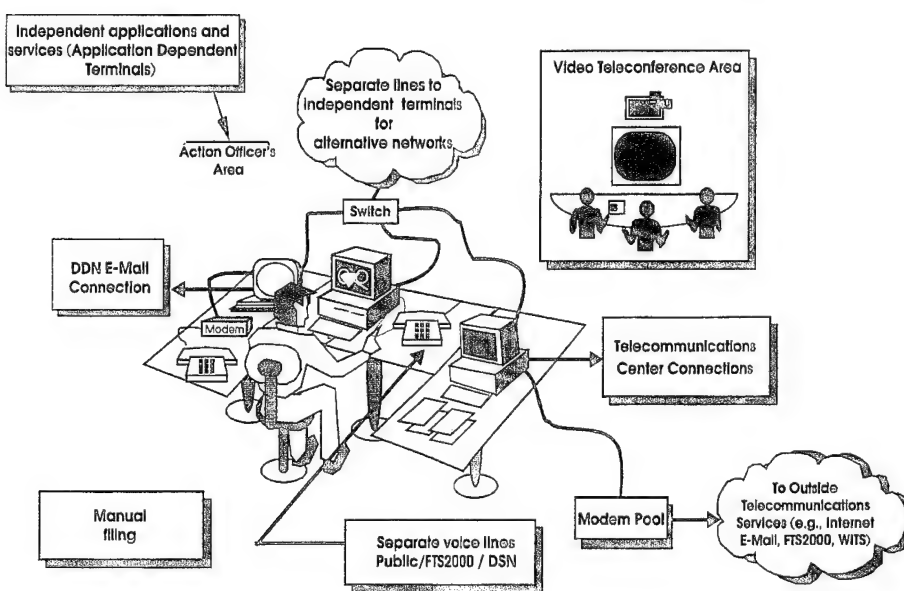 Independent applications and
services (Application Dependent
Terminals)
Action Officer's
Area
Separate lines to
independent terminals
for
alternative networks
Switch
Video Teleconference Area
DDN E-Mail
Connection
Modem
Telecommunications
Center Connections
Manual
filing
Separate voice lines
Public/FTS2000 / DSN
Modem Pool
To Outside
Telecommunications
Services (e.g., Internet
E-Mail, FTS2000, WITS)